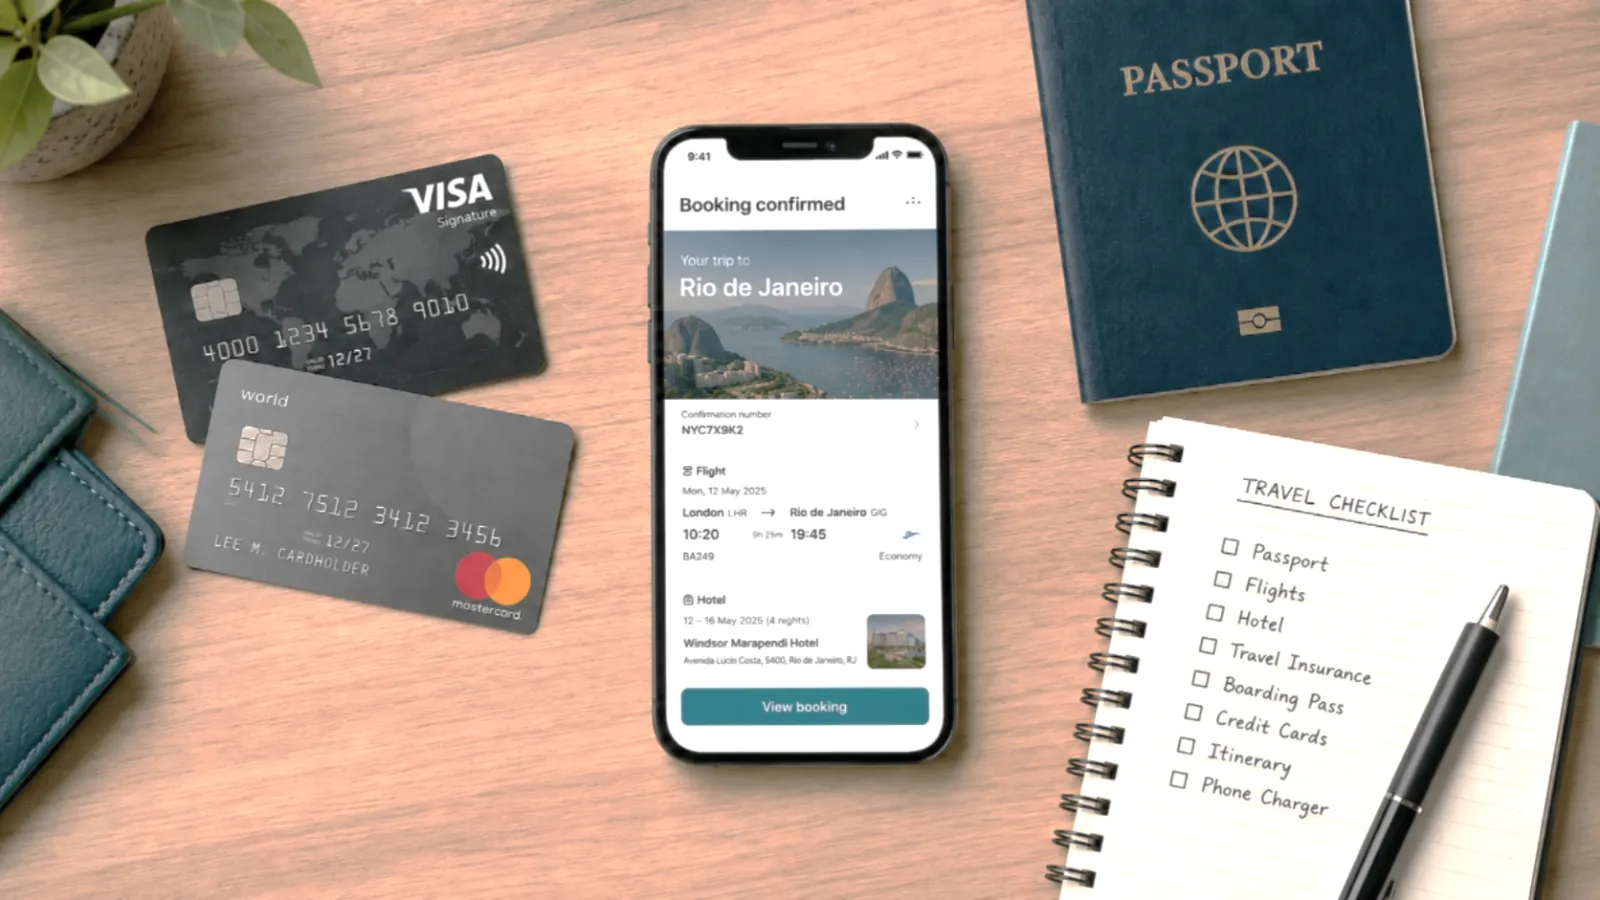 VISA
Signature
4000 1234 5678 9010
12/27
world
5412 7512 3412 3456
12/27
LEE M. CARDHOLDER
mastercard.
9:41
Booking confirmed
Your trip to
Rio de Janeiro
Confirmation number
NYC7X9K2
Flight
Mon, 12 May 2025
London LHR → Rio de Janeiro GIG
10:20 9h 25m 19:45
BA249 Economy
Hotel
12 – 16 May 2025 (4 nights)
Windsor Marapendi Hotel
Avenida Lúcio Costa, 5400, Rio de Janeiro, RJ
View booking
PASSPORT
TRAVEL CHECKLIST
Passport
Flights
Hotel
Travel Insurance
Boarding Pass
Credit Cards
Itinerary
Phone Charger